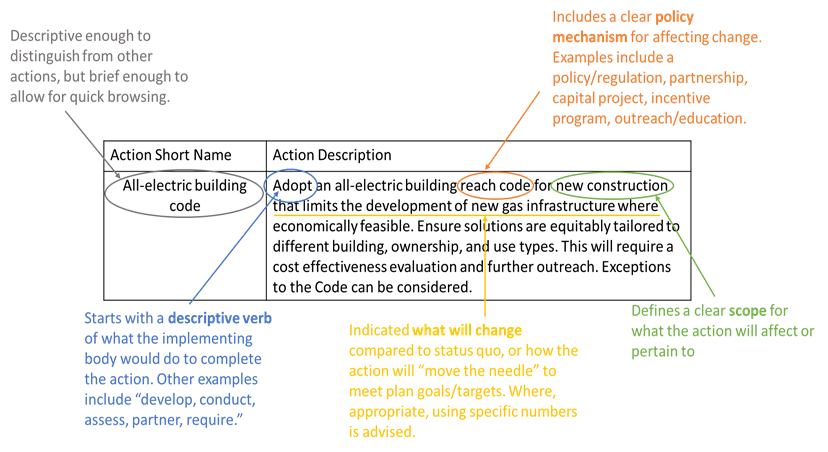 Descriptive enough to
distinguish from other
actions, but brief enough to
allow for quick browsing.
Includes a clear policy
mechanism for affecting change.
Examples include a
policy/regulation, partnership,
capital project, incentive
program, outreach/education.
Action Short Name
Action Description
All-electric building
code
Adopt an all-electric building reach code for new construction
that limits the development of new gas infrastructure where
economically feasible. Ensure solutions are equitably tailored to
different building, ownership, and use types. This will require a
cost effectiveness evaluation and further outreach. Exceptions
to the Code can be considered.
Starts with a descriptive verb
of what the implementing
body would do to complete
the action. Other examples
include “develop, conduct,
assess, partner, require.”
Indicated what will change
compared to status quo, or how the
action will “move the needle” to
meet plan goals/targets. Where,
appropriate, using specific numbers
is advised.
Defines a clear scope for
what the action will affect or
pertain to